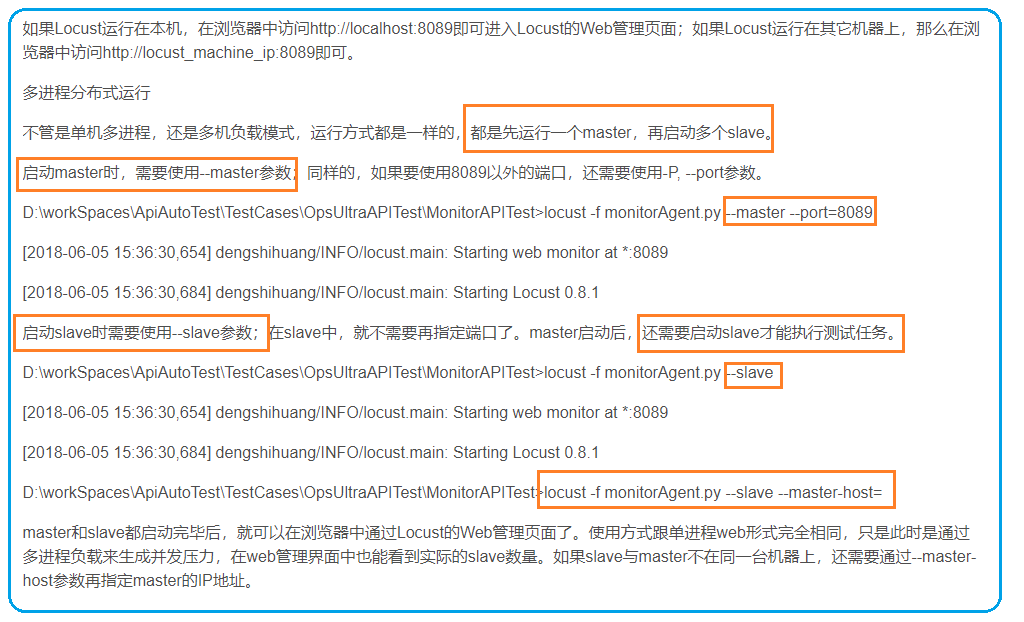 如果Locust运行在本机，在浏览器中访问http://localhost:8089即可进入Locust的Web管理页面；如果Locust运行在其它机器上，那么在浏
览器中访问http://locust_machine_ip:8089即可。
多进程分布式运行
不管是单机多进程，还是多机负载模式，运行方式都是一样的，都是先运行一个master，再启动多个slave。
启动master时，需要使用--master参数；同样的，如果要使用8089以外的端口，还需要使用-P, --port参数。
D:\workSpaces\ApiAutoTest\TestCases\OpsUltraAPITest\MonitorAPITest>locust -f monitorAgent.py --master --port=8089
[2018-06-05 15:36:30,654] dengshihuang/INFO/locust.main: Starting web monitor at *:8089
[2018-06-05 15:36:30,684] dengshihuang/INFO/locust.main: Starting Locust 0.8.1
启动slave时需要使用--slave参数；在slave中，就不需要再指定端口了。master启动后，还需要启动slave才能执行测试任务。
D:\workSpaces\ApiAutoTest\TestCases\OpsUltraAPITest\MonitorAPITest>locust -f monitorAgent.py --slave
[2018-06-05 15:36:30,654] dengshihuang/INFO/locust.main: Starting web monitor at *:8089
[2018-06-05 15:36:30,684] dengshihuang/INFO/locust.main: Starting Locust 0.8.1
D:\workSpaces\ApiAutoTest\TestCases\OpsUltraAPITest\MonitorAPITest>locust -f monitorAgent.py --slave --master-host=
master和slave都启动完毕后，就可以在浏览器中通过Locust的Web管理页面了。使用方式跟单进程web形式完全相同，只是此时是通过
多进程负载来生成并发压力，在web管理界面中也能看到实际的slave数量。如果slave与master不在同一台机器上，还需要通过--master-
host参数再指定master的IP地址。